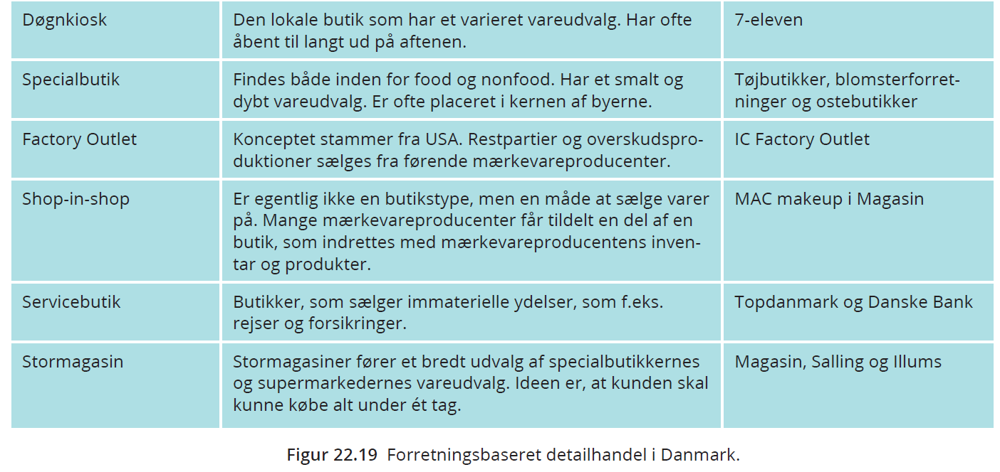 Døgnkiosk
Den lokale butik som har et varieret vareudvalg. Har ofte
åbent til langt ud på aftenen.
7-eleven
Specialbutik
Findes både inden for food og nonfood. Har et smalt og
dybt vareudvalg. Er ofte placeret i kernen af byerne.
Tøjbutikker, blomsterforret-
ninger og ostebutikker
Factory Outlet
Konceptet stammer fra USA. Restpartier og overskudspro-
duktioner sælges fra førende mærkevareproducenter.
IC Factory Outlet
Shop-in-shop
Er egentlig ikke en butikstype, men en måde at sælge varer
på. Mange mærkevareproducenter får tildelt en del af en
butik, som indrettes med mærkevareproducentens inven-
tar og produkter.
MAC makeup i Magasin
Servicebutik
Butikker, som sælger immaterielle ydelser, som f.eks.
rejser og forsikringer.
Topdanmark og Danske Bank
Stormagasin
Stormagasiner fører et bredt udvalg af specialbutikkernes
og supermarkedernes vareudvalg. Ideen er, at kunden skal
kunne købe alt under ét tag.
Magasin, Salling og Illums
Figur 22.19 Forretningsbaseret detailhandel i Danmark.